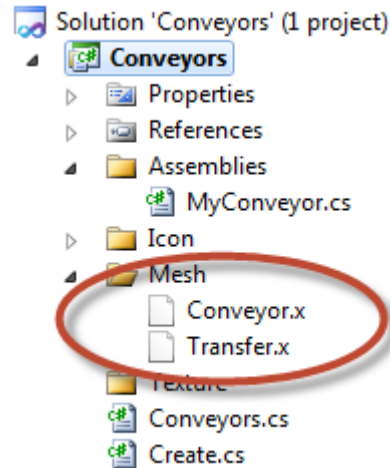 Solution 'Conveyors' (1 project)
Conveyors
Properties
References
Assemblies
MyConveyor.cs
Icon
Mesh
Conveyor.x
Transfer.x
Texture
Conveyors.cs
Create.cs